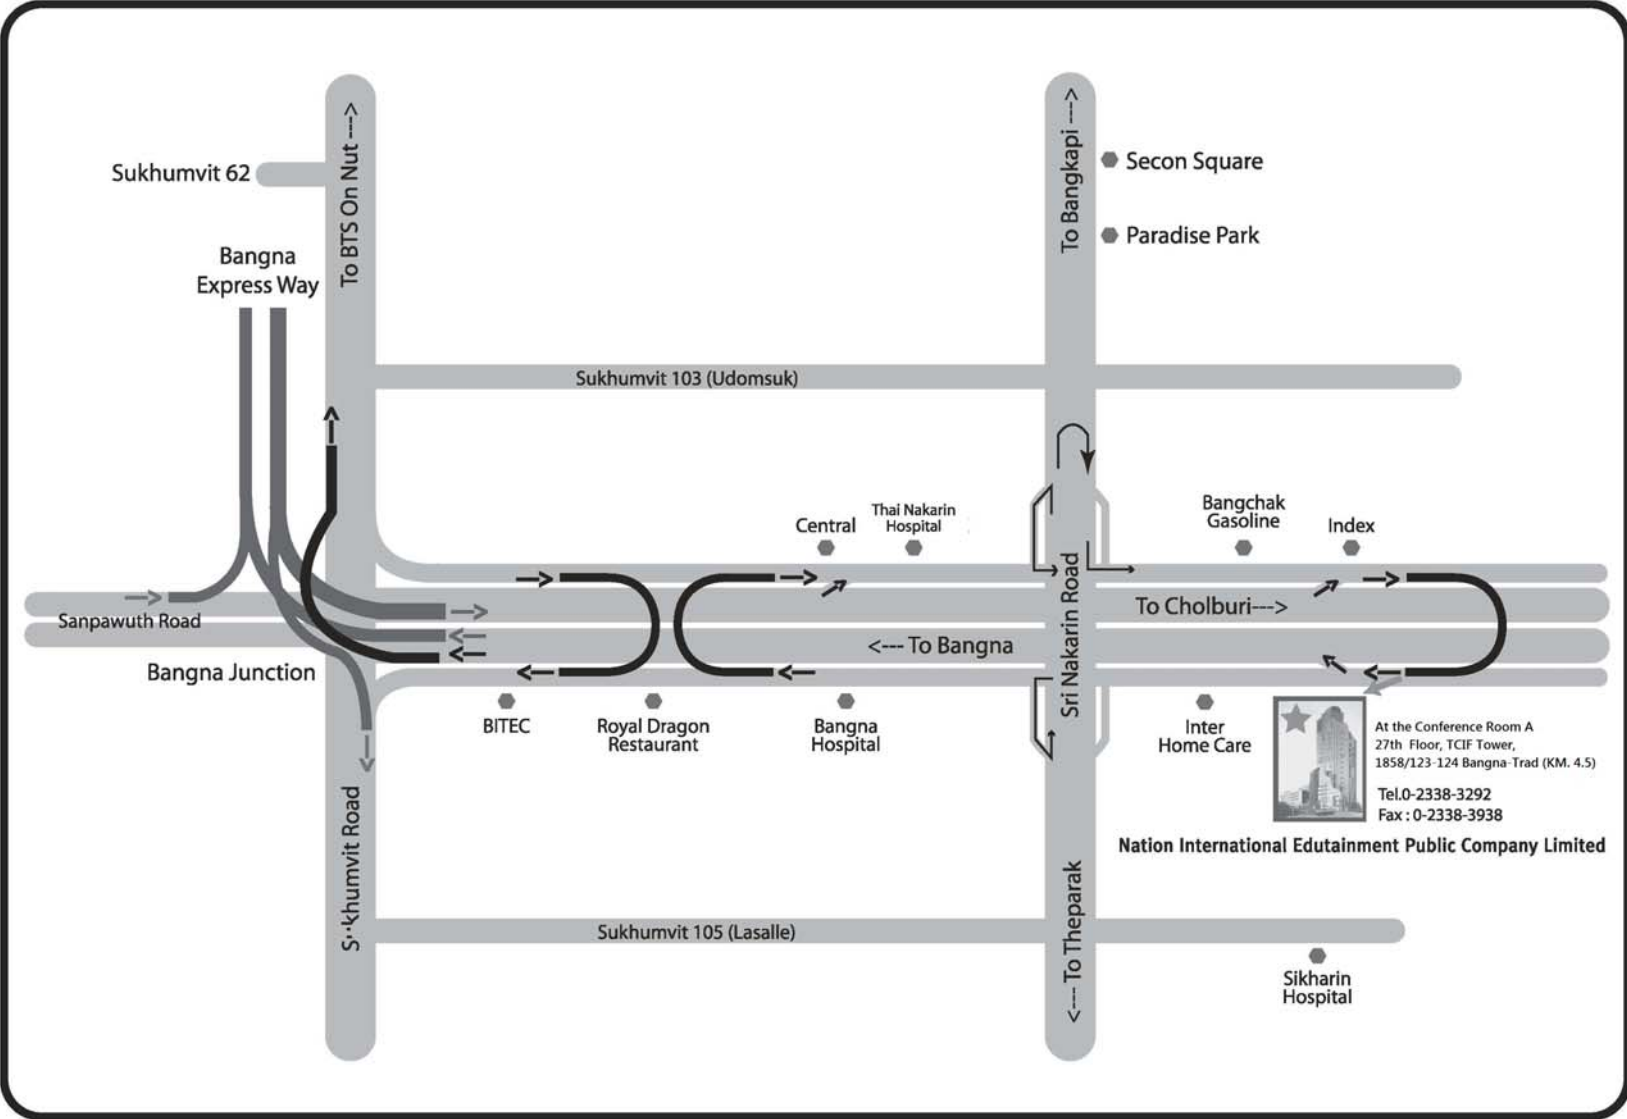 To BTS On Nut --->
To Bangkapi --->
Secon Square
Sukhumvit 62
Paradise Park
Bangna
Express Way
Sukhumvit 103 (Udomsuk)
Central
Thai Nakarin
Hospital
Bangchak
Gasoline
Index
Sanpawuth Road
To Cholburi--->
<--- To Bangna
Sri Nakarin Road
Bangna Junction
BITEC
Royal Dragon
Restaurant
Bangna
Hospital
Inter
Home Care
At the Conference Room A
27th Floor, TCIF Tower,
1858/123-124 Bangna-Trad (KM. 4.5)
Tel.0-2338-3292
Fax : 0-2338-3938
Nation International Edutainment Public Company Limited
Road
<--- To Theparak
Sukhumvit 105 (Lasalle)
Sikharin
Hospital